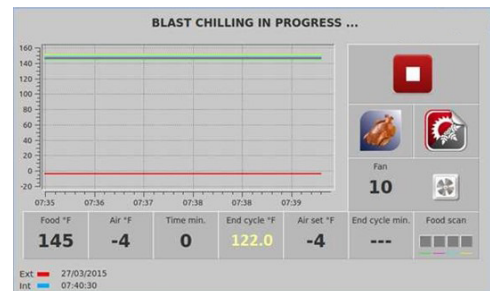 BLAST CHILLING IN PROGRESS ...
160
140
120
100
80
60
40
20
0
-20
07:35 07:36 07:37 07:38 07:38 07:39
Fan
10
Food °F Air °F Time min. End cycle °F Air set °F End cycle min. Food scan
145 -4 0 122.0 -4 ---
Ext 27/03/2015
Int 07:40:30